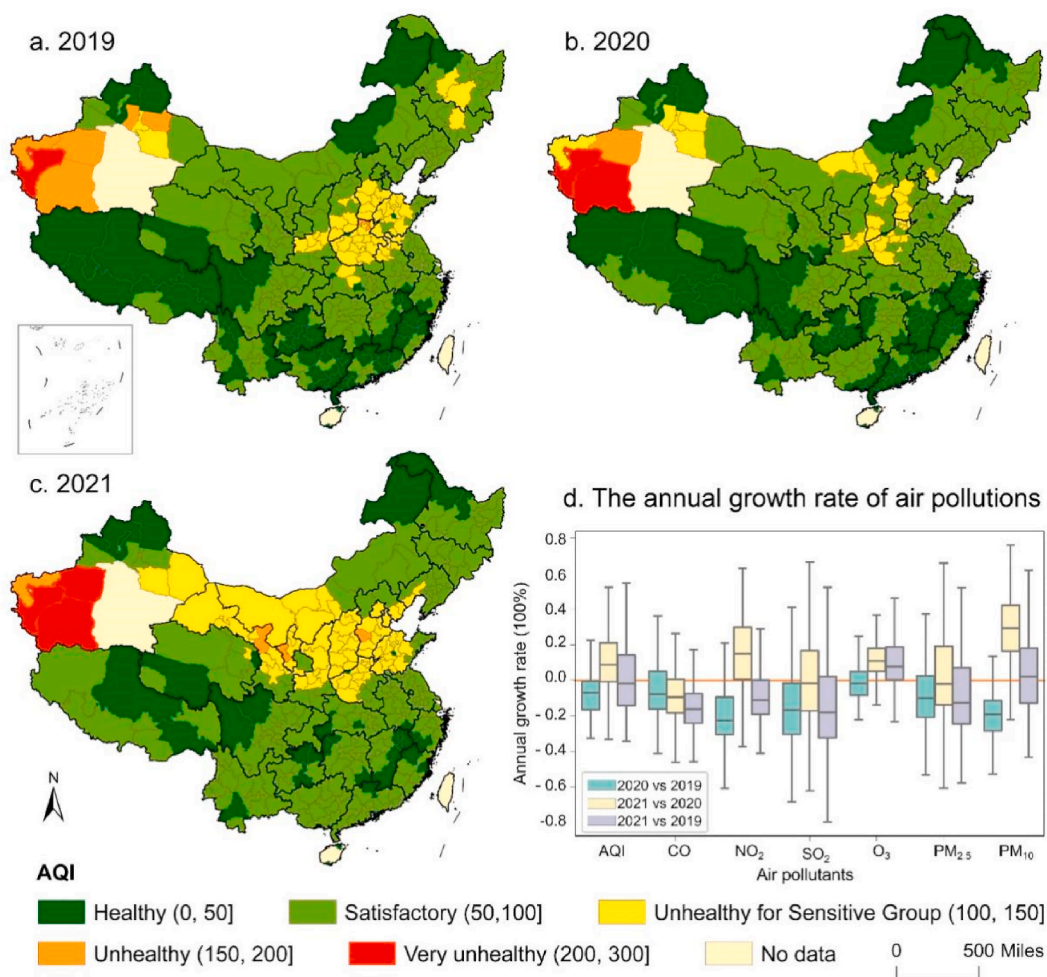 a. 2019
b. 2020
c. 2021
d. The annual growth rate of air pollutions
Annual growth rate (100%)
0.8
0.6
0.4
0.2
0.0
-0.2
-0.4
-0.6
-0.8
2020 vs 2019
2021 vs 2020
2021 vs 2019
AQI CO NO₂ SO₂ O₃ PM₂.₅ PM₁₀
Air pollutants
N
AQI
Healthy (0, 50]
Satisfactory (50,100]
Unhealthy for Sensitive Group (100, 150]
Unhealthy (150, 200]
Very unhealthy (200, 300]
No data
0 500 Miles